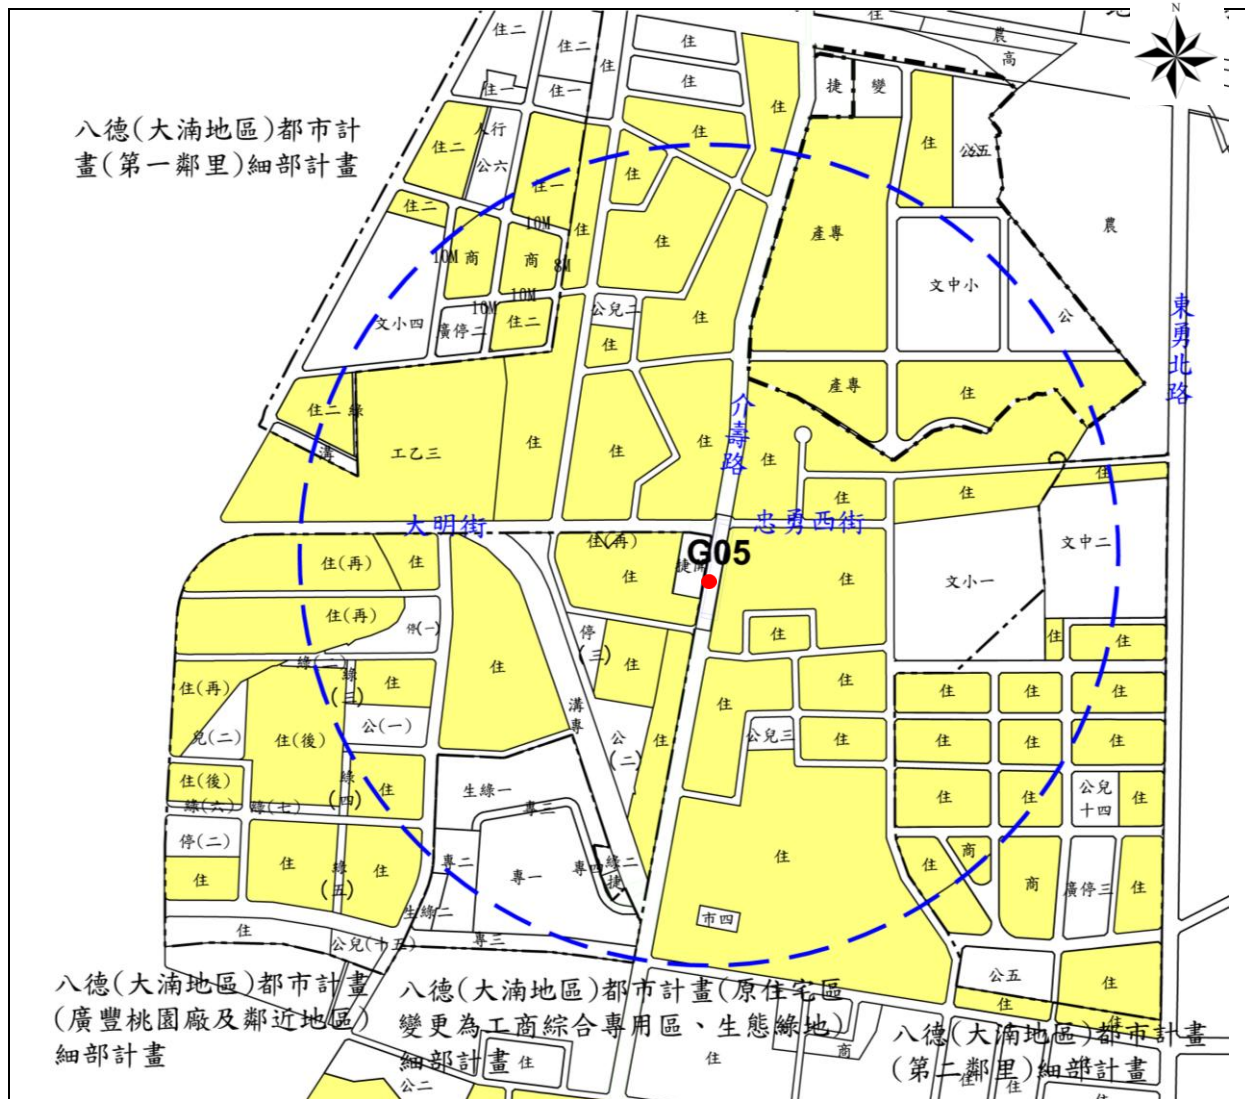 N
住二
住二
住
住
住
農
高
住
住
捷
變
住一
住一
住
八德(大湳地區)都市計
畫(第一鄰里)細部計畫
人行
住二
公六
住
住
公五
住一
住
住二
10M
住
住
產專
農
10M
商
商
8M
文中小
10M
10M
公兒二
住
公
東勇北路
文小四
廣停二
住二
住
產專
住
住二
綠
介壽路
溝
工乙三
住
住
住
住
住
住
住
大明街
忠勇西街
住(再)
G05
捷開
文中二
住(再)
住
住
住
文小一
住(再)
停(一)
停(三)
住
住
住
綠(二)
住(再)
綠(三)
住
住
住
住
住
住
住
溝專
兒(二)
住(後)
公(一)
公(二)
住
公兒三
住
住
住
住
住(後)
綠(四)
住
生綠一
住
住
公兒十四
住
綠(六)
綠(七)
專三
停(二)
住
住
綠(五)
住
專二
專一
專四
綠二
捷
住
住
商
商
廣停三
住
生綠二
市四
住
公兒(十五)
專三
公五
住
住
住
八德(大湳地區)都市計畫
(廣豐桃園廠及鄰近地區)
細部計畫
八德(大湳地區)都市計畫(原住宅區
變更為工商綜合專用區、生態綠地)
細部計畫
八德(大湳地區)都市計畫
(第二鄰里)細部計畫
住
住
商
公二
住
住
住
住
住